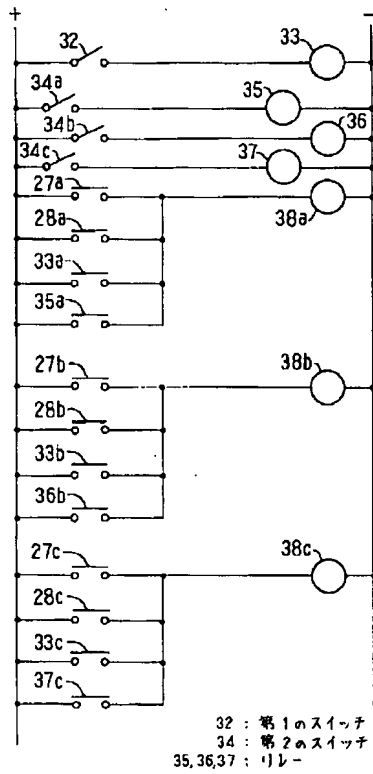 + −
32 33
34a 35
34b 36
34c 37
27a 38a
28a
33a
35a
27b 38b
28b
33b
36b
27c 38c
28c
33c
37c
32 : 第1のスイッチ
34 : 第2のスイッチ
35,36,37 : リレー